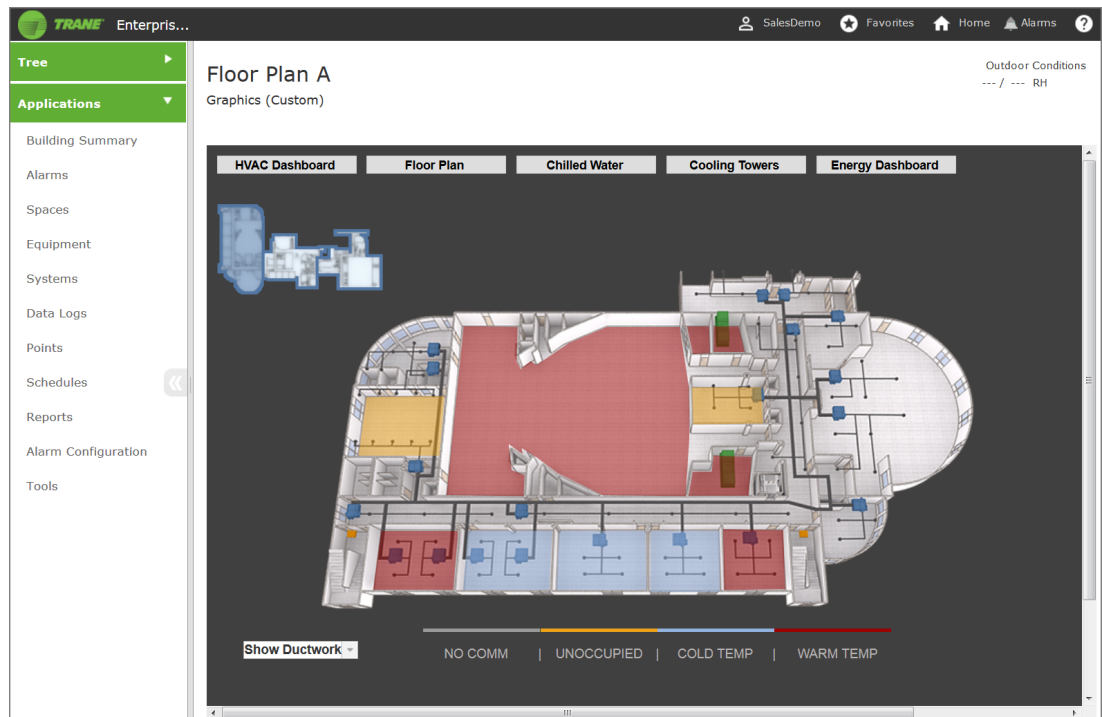 TRANE Enterpris... SalesDemo Favorites Home Alarms ?
Tree
Applications
Building Summary
Alarms
Spaces
Equipment
Systems
Data Logs
Points
Schedules
Reports
Alarm Configuration
Tools
Floor Plan A
Graphics (Custom)
Outdoor Conditions
--- / --- RH
HVAC Dashboard Floor Plan Chilled Water Cooling Towers Energy Dashboard
Show Ductwork
NO COMM | UNOCCUPIED | COLD TEMP | WARM TEMP